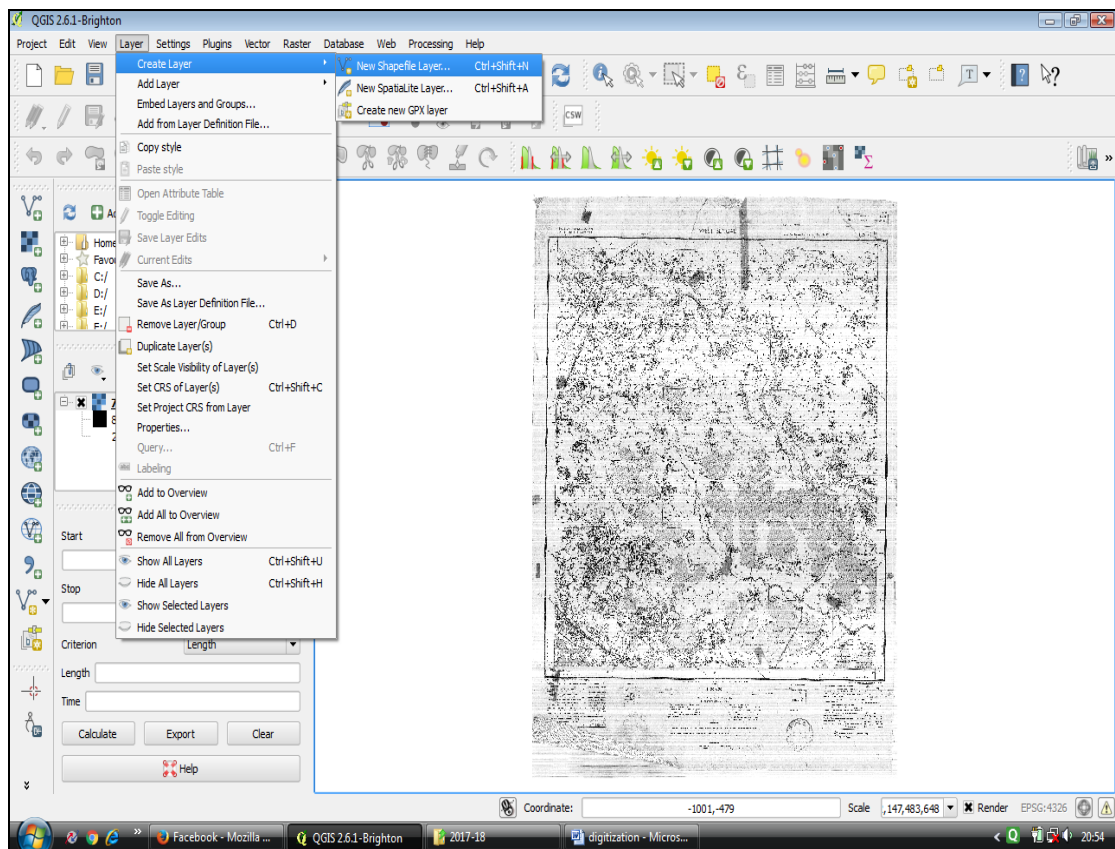 QGIS 2.6.1-Brighton
Project Edit View Layer Settings Plugins Vector Raster Database Web Processing Help
Create Layer
New Shapefile Layer... Ctrl+Shift+N
New SpatiaLite Layer... Ctrl+Shift+A
Create new GPX layer
Add Layer
Embed Layers and Groups...
Add from Layer Definition File...
Copy style
Paste style
Open Attribute Table
Toggle Editing
Save Layer Edits
Current Edits
Save As...
Save As Layer Definition File...
Remove Layer/Group Ctrl+D
Duplicate Layer(s)
Set Scale Visibility of Layer(s)
Set CRS of Layer(s) Ctrl+Shift+C
Set Project CRS from Layer
Properties...
Query... Ctrl+F
Labeling
Add to Overview
Add All to Overview
Remove All from Overview
Show All Layers Ctrl+Shift+U
Hide All Layers Ctrl+Shift+H
Show Selected Layers
Hide Selected Layers
CSW
Home
Favou
C:/
D:/
E:/
F:/
Start
Stop
Criterion Length
Length
Time
Calculate Export Clear
Help
Coordinate: -1001,-479 Scale ,147,483,648 Render EPSG:4326
Facebook - Mozilla ... QGIS 2.6.1-Brighton 2017-18 digitization - Micros... 20:54